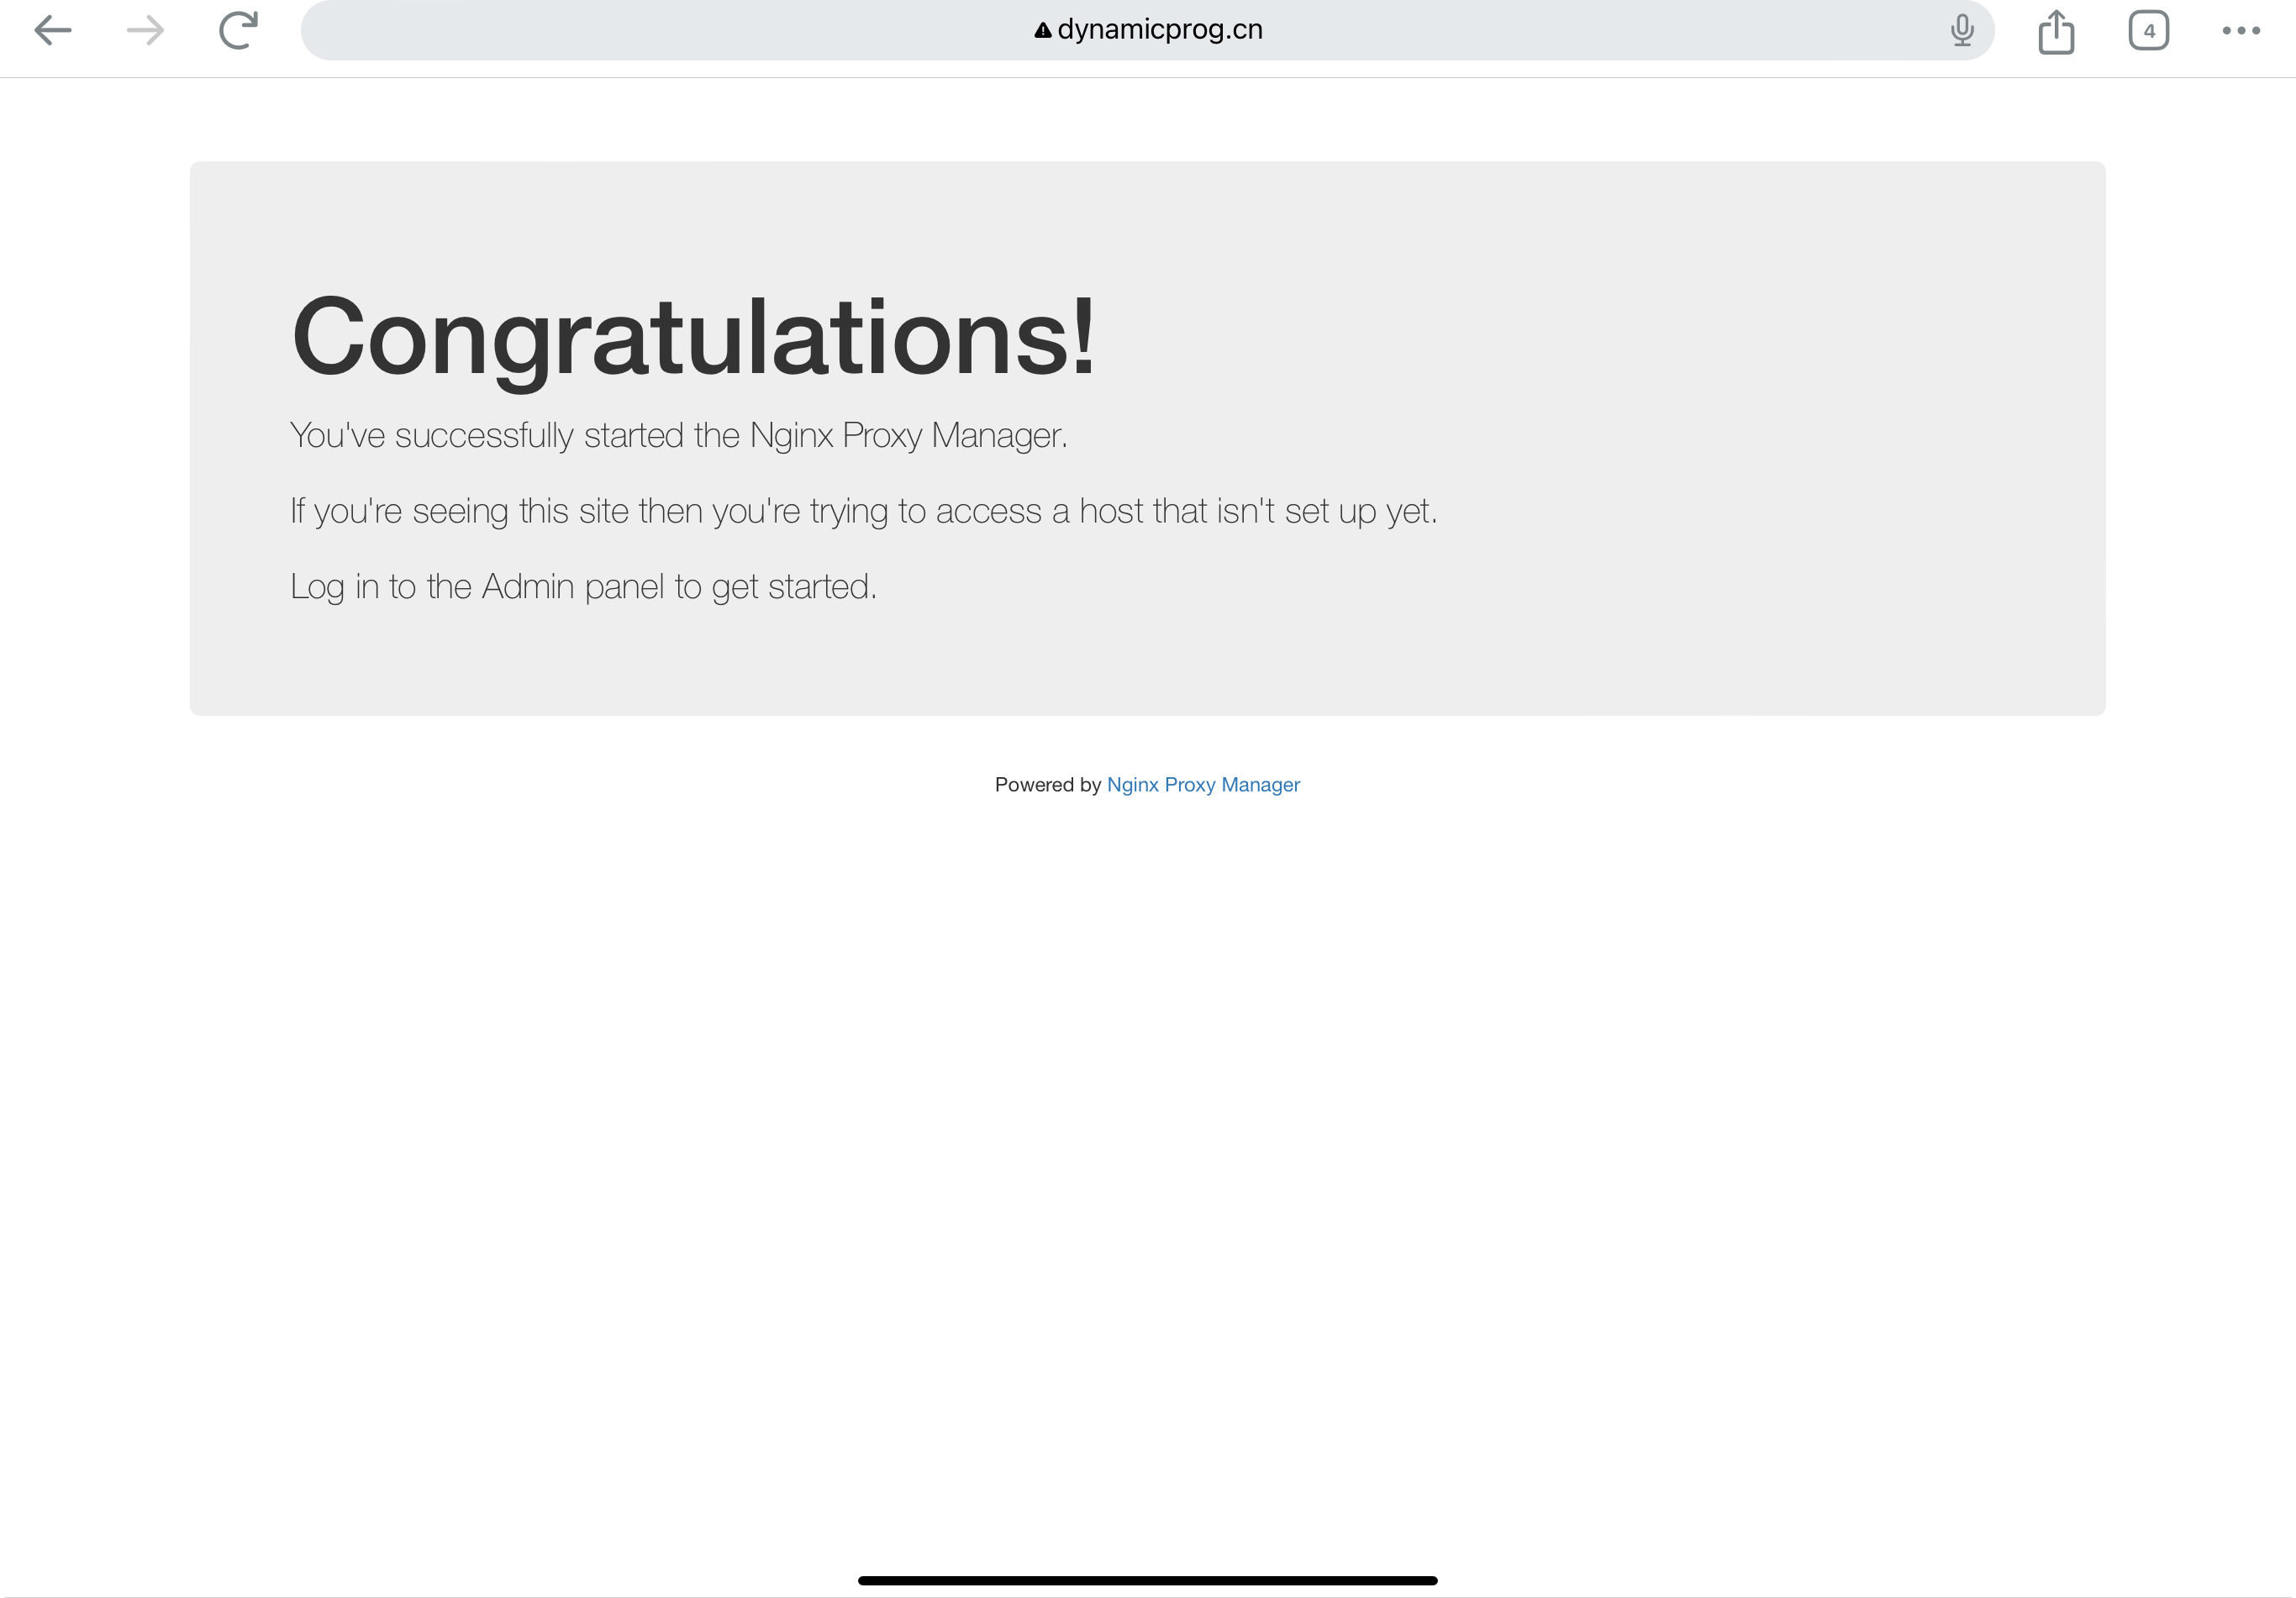 dynamicprog.cn
4
Congratulations!
You've successfully started the Nginx Proxy Manager.
If you're seeing this site then you're trying to access a host that isn't set up yet.
Log in to the Admin panel to get started.
Powered by Nginx Proxy Manager